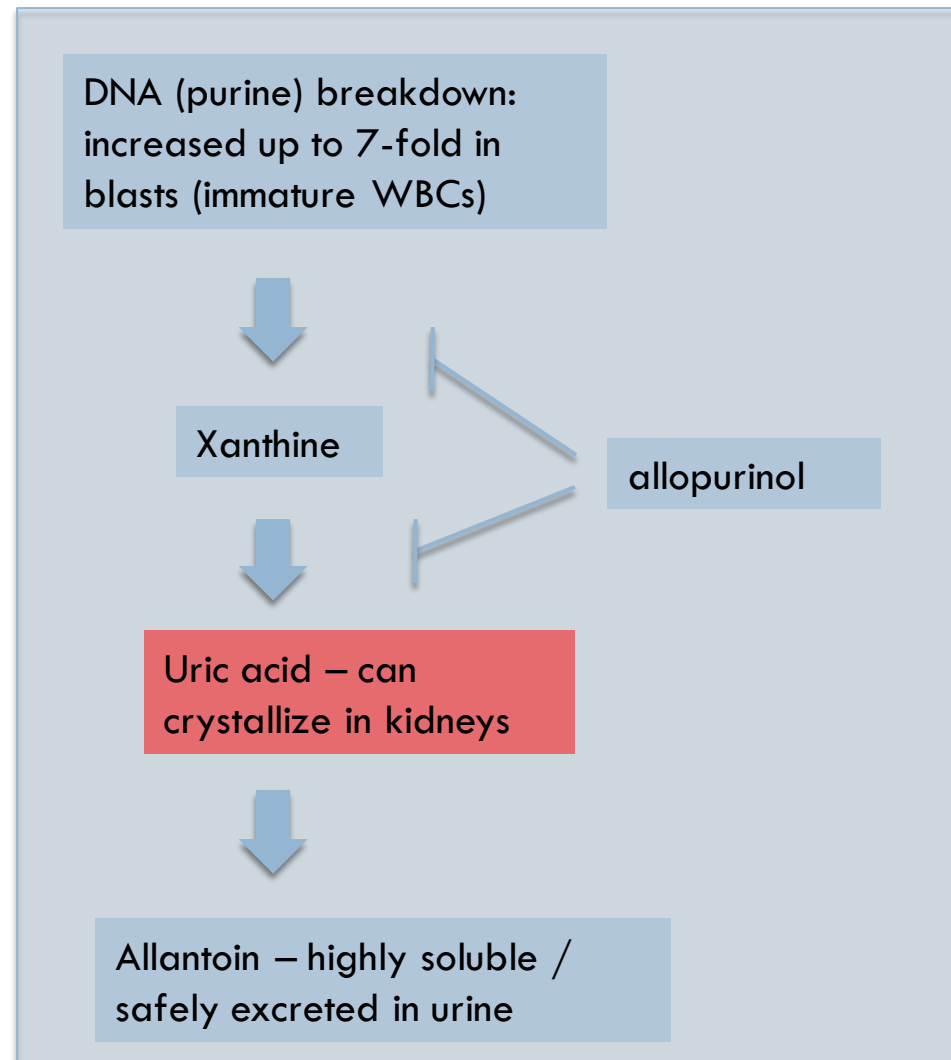 DNA (purine) breakdown:
increased up to 7-fold in
blasts (immature WBCs)
Xanthine
allopurinol
Uric acid – can
crystallize in kidneys
Allantoin – highly soluble /
safely excreted in urine